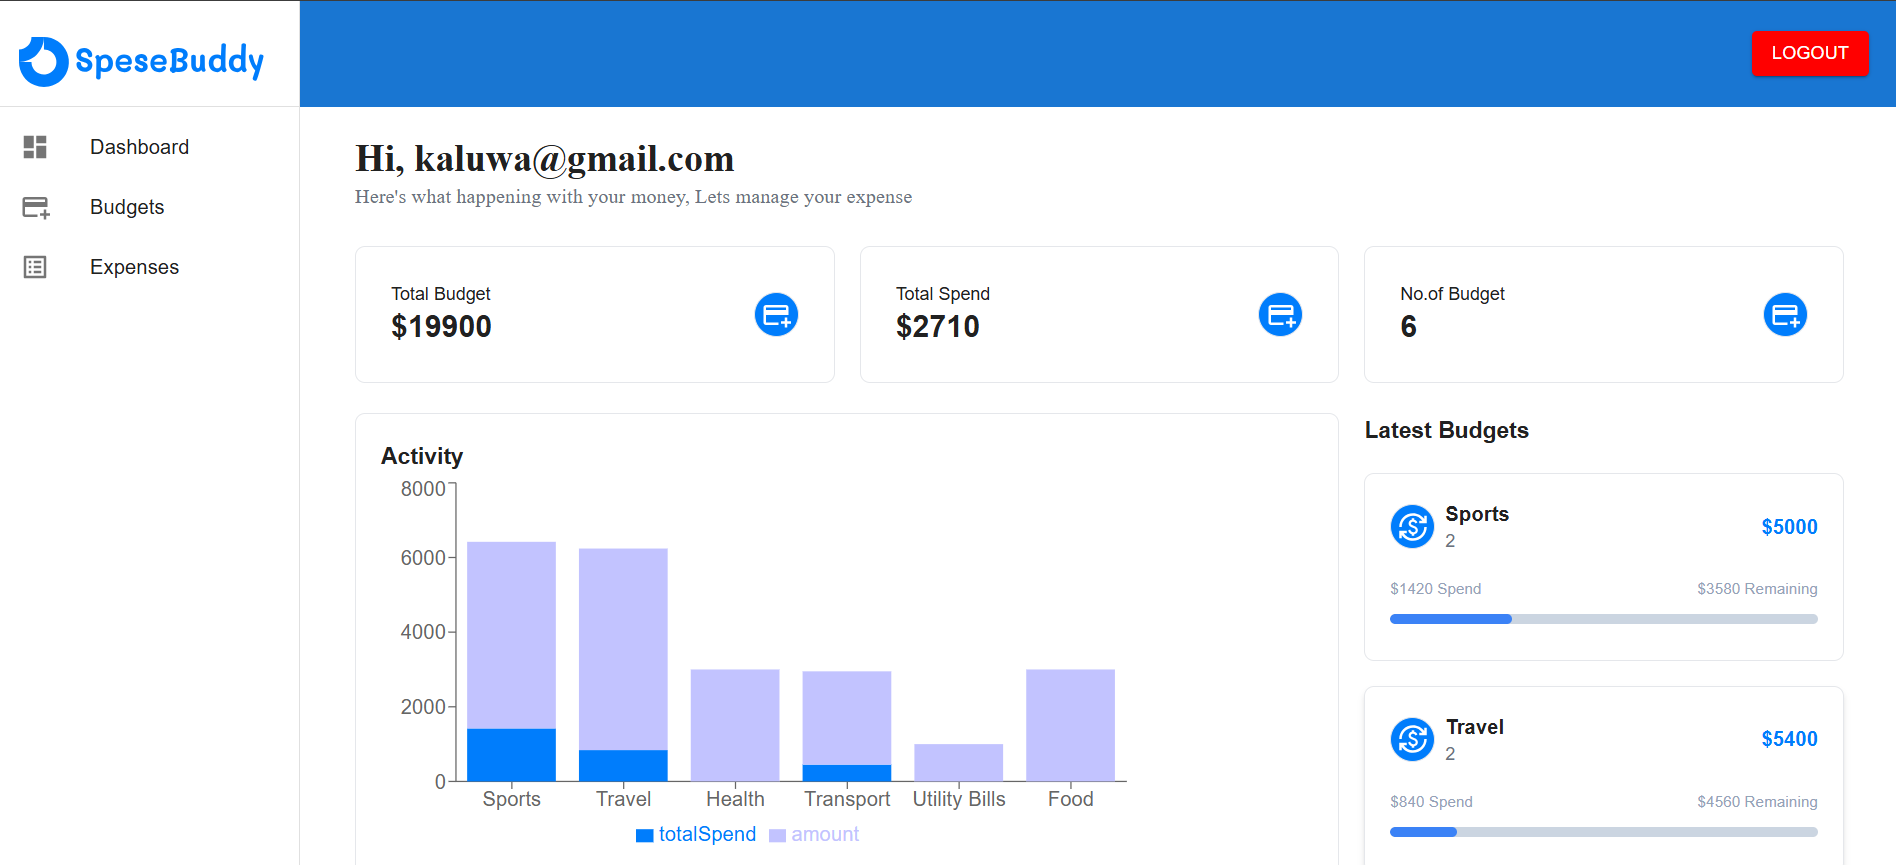 SpeseBuddy
LOGOUT
Dashboard
Budgets
Expenses
Hi, kaluwa@gmail.com
Here's what happening with your money, Lets manage your expense
Total Budget
$19900
Total Spend
$2710
No.of Budget
6
Activity
8000
6000
4000
2000
0
Sports Travel Health Transport Utility Bills Food
totalSpend amount
Latest Budgets
Sports
2
$5000
$1420 Spend
$3580 Remaining
Travel
2
$5400
$840 Spend
$4560 Remaining